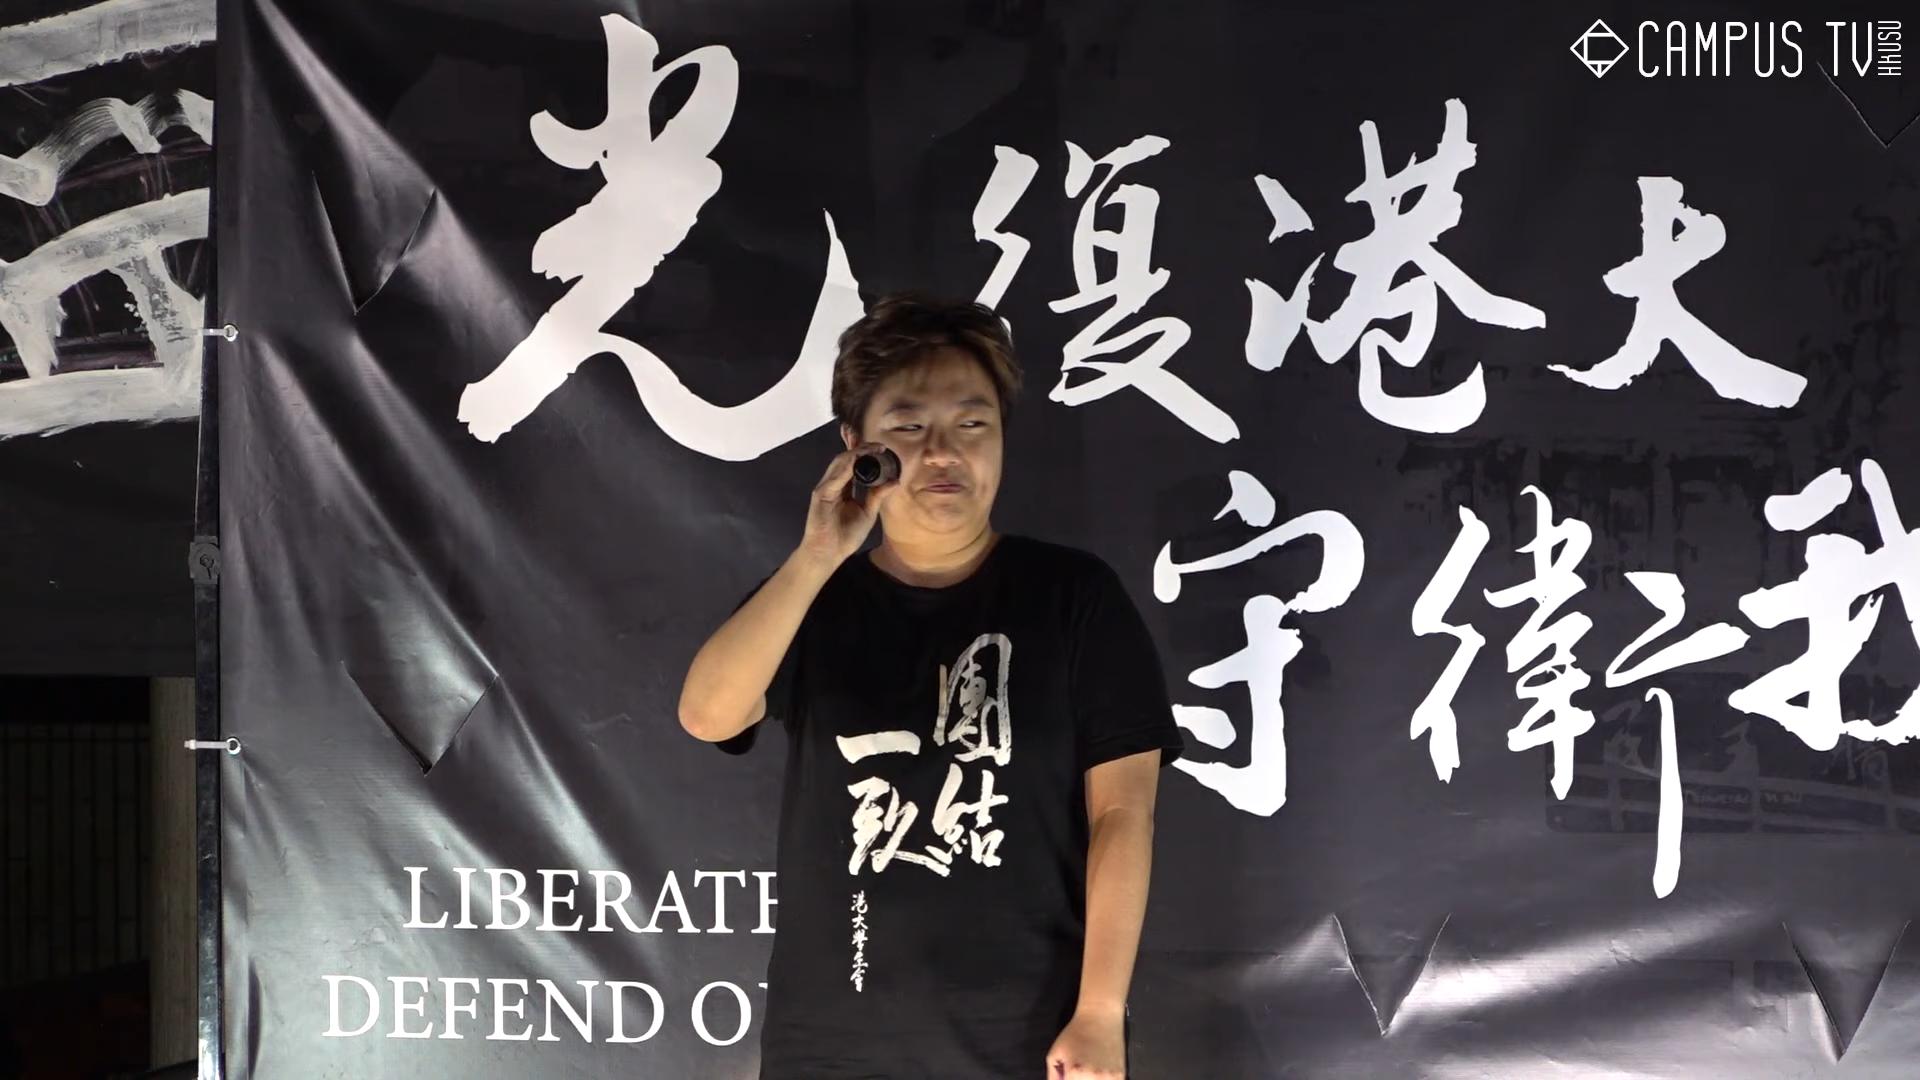 CAMPUS TV HKUSU
光復港大
守衛我
LIBERATE
DEFEND O
團結
一致
港大學生會